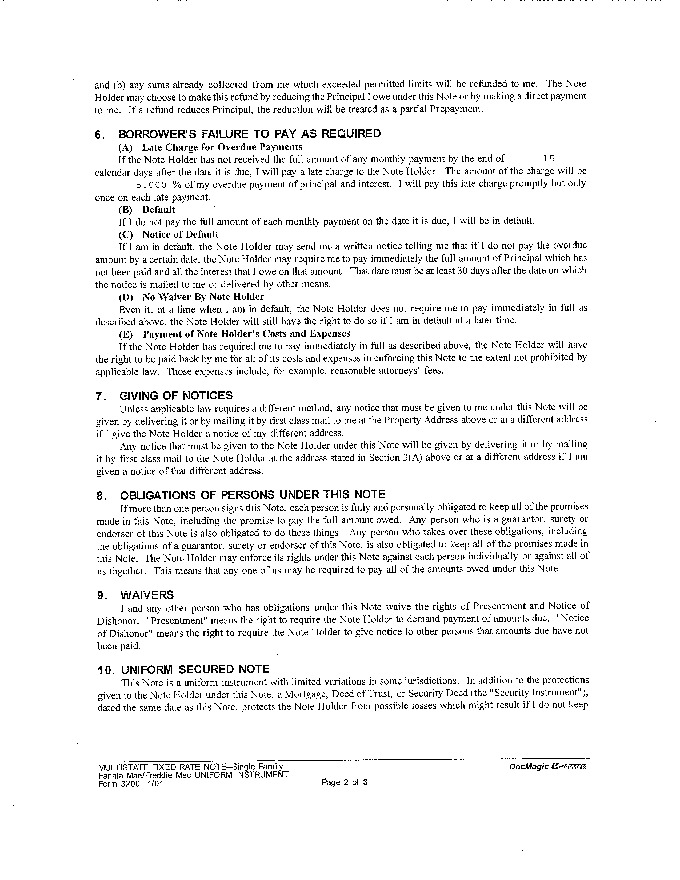 and (b) any sums already collected from me which exceeded permitted limits will be refunded to me. The Note
Holder may choose to make this refund by reducing the Principal I owe under this Note or by making a direct payment
to me. If a refund reduces Principal, the reduction will be treated as a partial Prepayment.
6. BORROWER'S FAILURE TO PAY AS REQUIRED
(A) Late Charge for Overdue Payments
If the Note Holder has not received the full amount of any monthly payment by the end of 15
calendar days after the date it is due, I will pay a late charge to the Note Holder. The amount of the charge will be
5.000 % of my overdue payment of principal and interest. I will pay this late charge promptly but only
once on each late payment.
(B) Default
If I do not pay the full amount of each monthly payment on the date it is due, I will be in default.
(C) Notice of Default
If I am in default, the Note Holder may send me a written notice telling me that if I do not pay the overdue
amount by a certain date, the Note Holder may require me to pay immediately the full amount of Principal which has
not been paid and all the interest that I owe on that amount. That date must be at least 30 days after the date on which
the notice is mailed to me or delivered by other means.
(D) No Waiver By Note Holder
Even if, at a time when I am in default, the Note Holder does not require me to pay immediately in full as
described above, the Note Holder will still have the right to do so if I am in default at a later time.
(E) Payment of Note Holder's Costs and Expenses
If the Note Holder has required me to pay immediately in full as described above, the Note Holder will have
the right to be paid back by me for all of its costs and expenses in enforcing this Note to the extent not prohibited by
applicable law. Those expenses include, for example, reasonable attorneys' fees.
7. GIVING OF NOTICES
Unless applicable law requires a different method, any notice that must be given to me under this Note will be
given by delivering it or by mailing it by first class mail to me at the Property Address above or at a different address
if I give the Note Holder a notice of my different address.
Any notice that must be given to the Note Holder under this Note will be given by delivering it or by mailing
it by first class mail to the Note Holder at the address stated in Section 3(A) above or at a different address if I am
given a notice of that different address.
8. OBLIGATIONS OF PERSONS UNDER THIS NOTE
If more than one person signs this Note, each person is fully and personally obligated to keep all of the promises
made in this Note, including the promise to pay the full amount owed. Any person who is a guarantor, surety or
endorser of this Note is also obligated to do these things. Any person who takes over these obligations, including
the obligations of a guarantor, surety or endorser of this Note, is also obligated to keep all of the promises made in
this Note. The Note Holder may enforce its rights under this Note against each person individually or against all of
us together. This means that any one of us may be required to pay all of the amounts owed under this Note.
9. WAIVERS
I and any other person who has obligations under this Note waive the rights of Presentment and Notice of
Dishonor. "Presentment" means the right to require the Note Holder to demand payment of amounts due. "Notice
of Dishonor" means the right to require the Note Holder to give notice to other persons that amounts due have not
been paid.
10. UNIFORM SECURED NOTE
This Note is a uniform instrument with limited variations in some jurisdictions. In addition to the protections
given to the Note Holder under this Note, a Mortgage, Deed of Trust, or Security Deed (the "Security Instrument"),
dated the same date as this Note, protects the Note Holder from possible losses which might result if I do not keep
MULTISTATE FIXED RATE NOTE--Single Family
Fannie Mae/Freddie Mac UNIFORM INSTRUMENT
Form 3200 1/01
Page 2 of 3
DocMagic